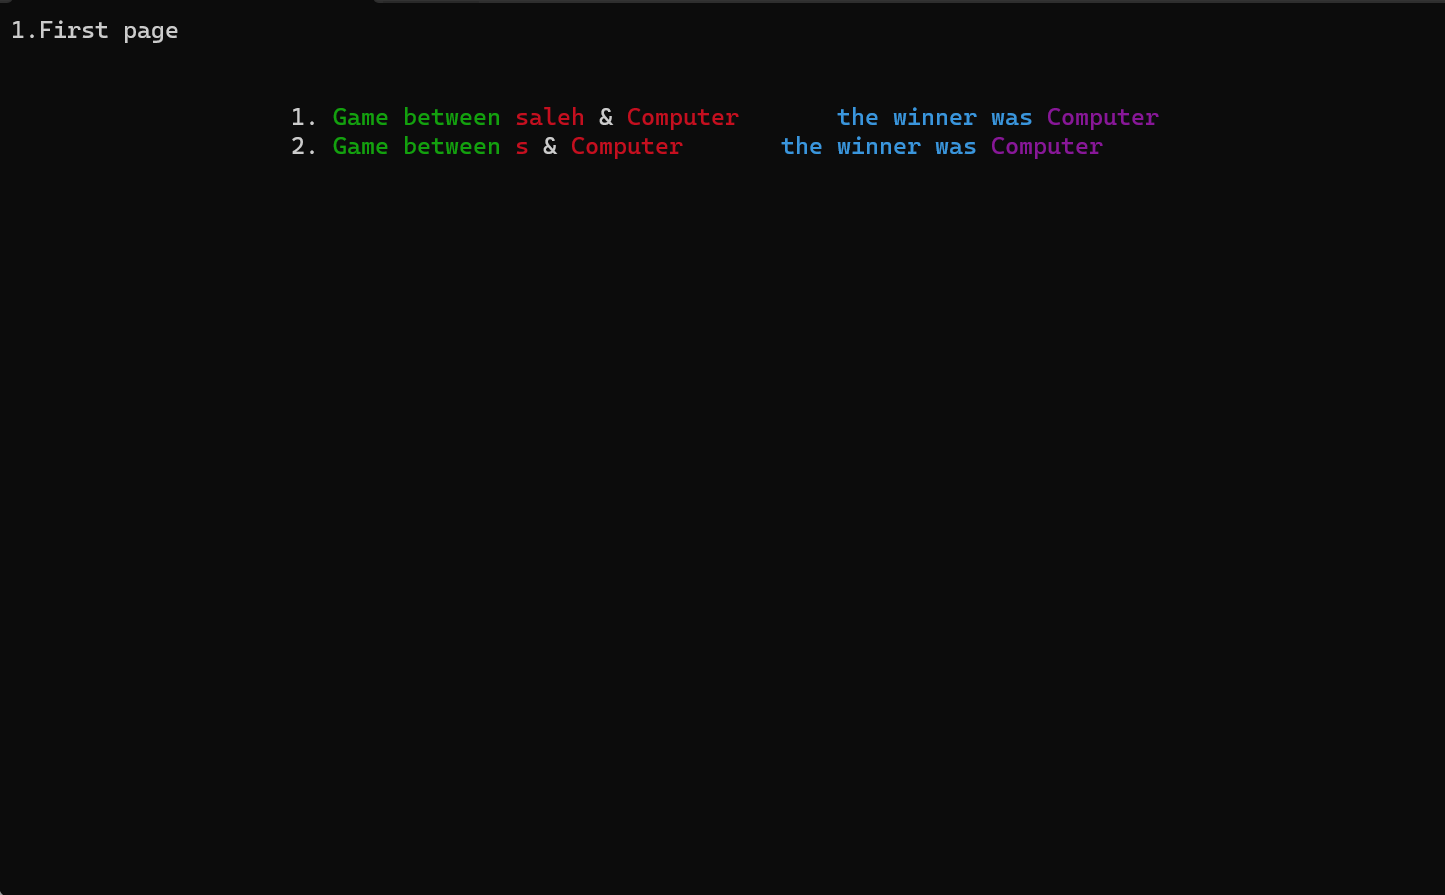 1.First page
1. Game between saleh & Computer the winner was Computer
2. Game between s & Computer the winner was Computer